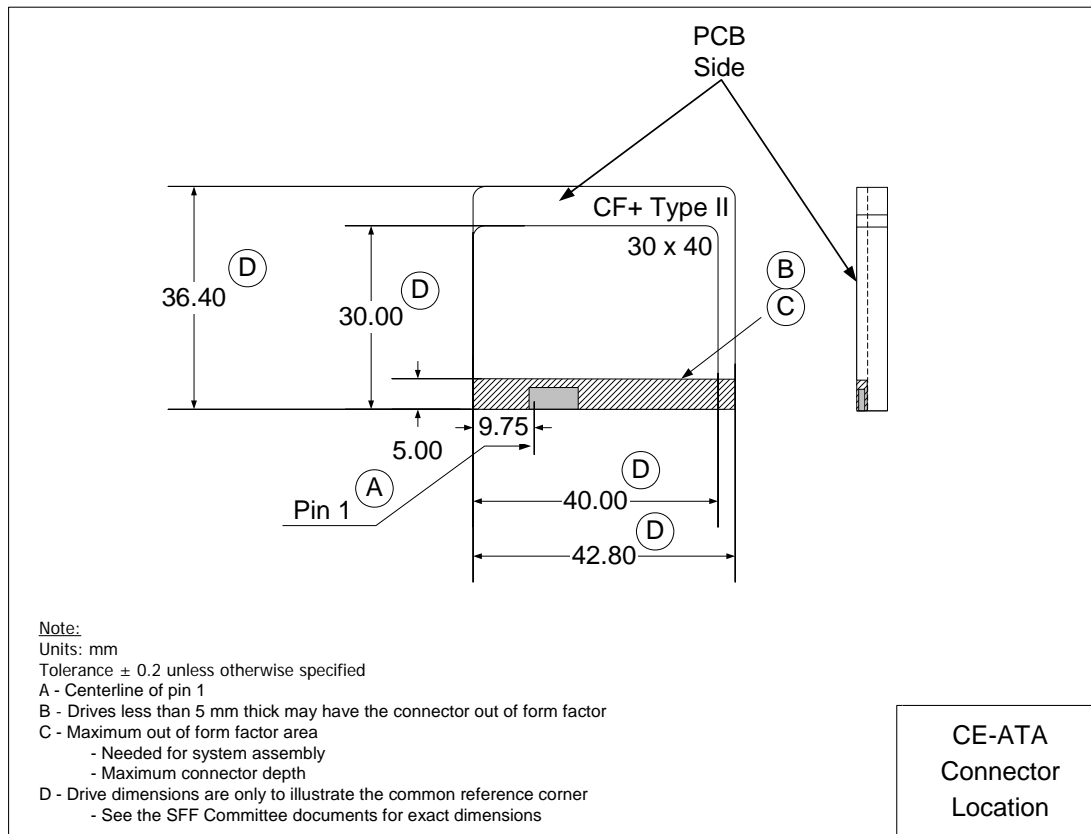 PCB
Side
CF+ Type II
30 x 40
D
36.40
D
30.00
B
C
5.00
9.75
A
Pin 1
D
40.00
D
42.80
Note:
Units: mm
Tolerance ± 0.2 unless otherwise specified
A - Centerline of pin 1
B - Drives less than 5 mm thick may have the connector out of form factor
C - Maximum out of form factor area
- Needed for system assembly
- Maximum connector depth
D - Drive dimensions are only to illustrate the common reference corner
- See the SFF Committee documents for exact dimensions
CE-ATA
Connector
Location